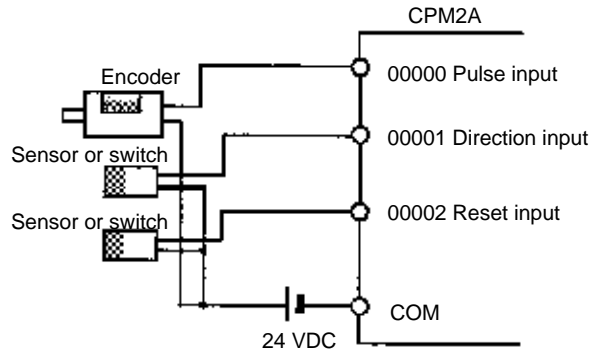 CPM2A
Encoder
00000 Pulse input
00001 Direction input
Sensor or switch
00002 Reset input
Sensor or switch
COM
24 VDC